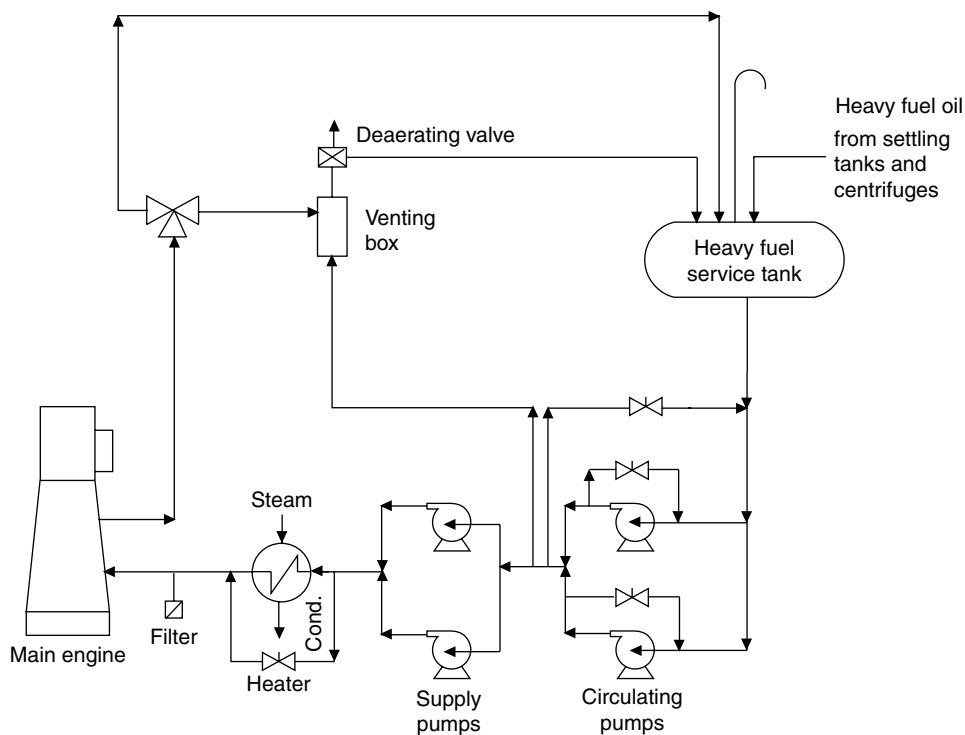 Deaerating valve
Heavy fuel oil
from settling
tanks and
centrifuges
Venting
box
Heavy fuel
service tank
Steam
Cond.
Main engine
Filter
Heater
Supply
pumps
Circulating
pumps